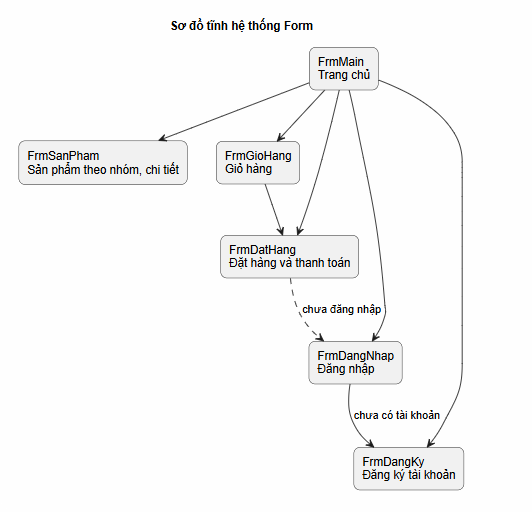 Sơ đồ tĩnh hệ thống Form
FrmMain
Trang chủ
FrmSanPham
Sản phẩm theo nhóm, chi tiết
FrmGioHang
Giỏ hàng
FrmDatHang
Đặt hàng và thanh toán
chưa đăng nhập
FrmDangNhap
Đăng nhập
chưa có tài khoản
FrmDangKy
Đăng ký tài khoản